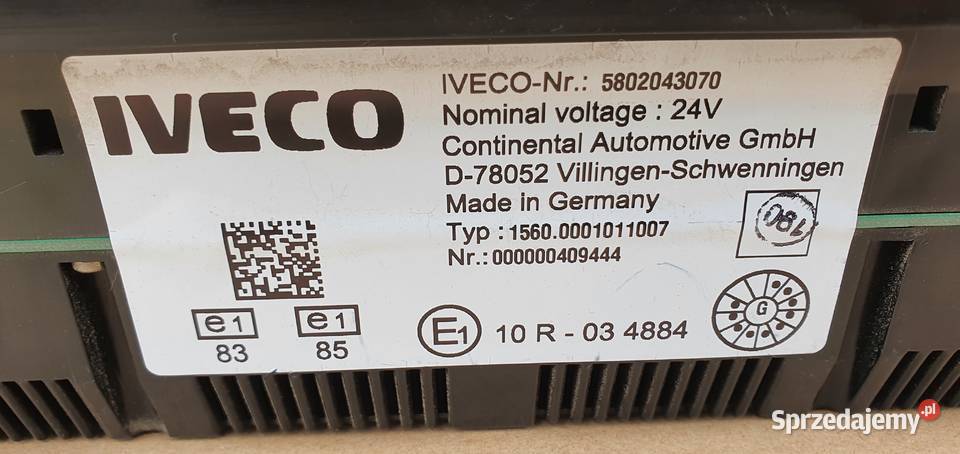 IVECO
IVECO-Nr.: 5802043070
Nominal voltage : 24V
Continental Automotive GmbH
D-78052 Villingen-Schwenningen
Made in Germany
Typ : 1560.0001011007
Nr.: 000000409444
180
e1
83
e1
85
E1
10 R - 03 4884
G
Sprzedajemy.pl